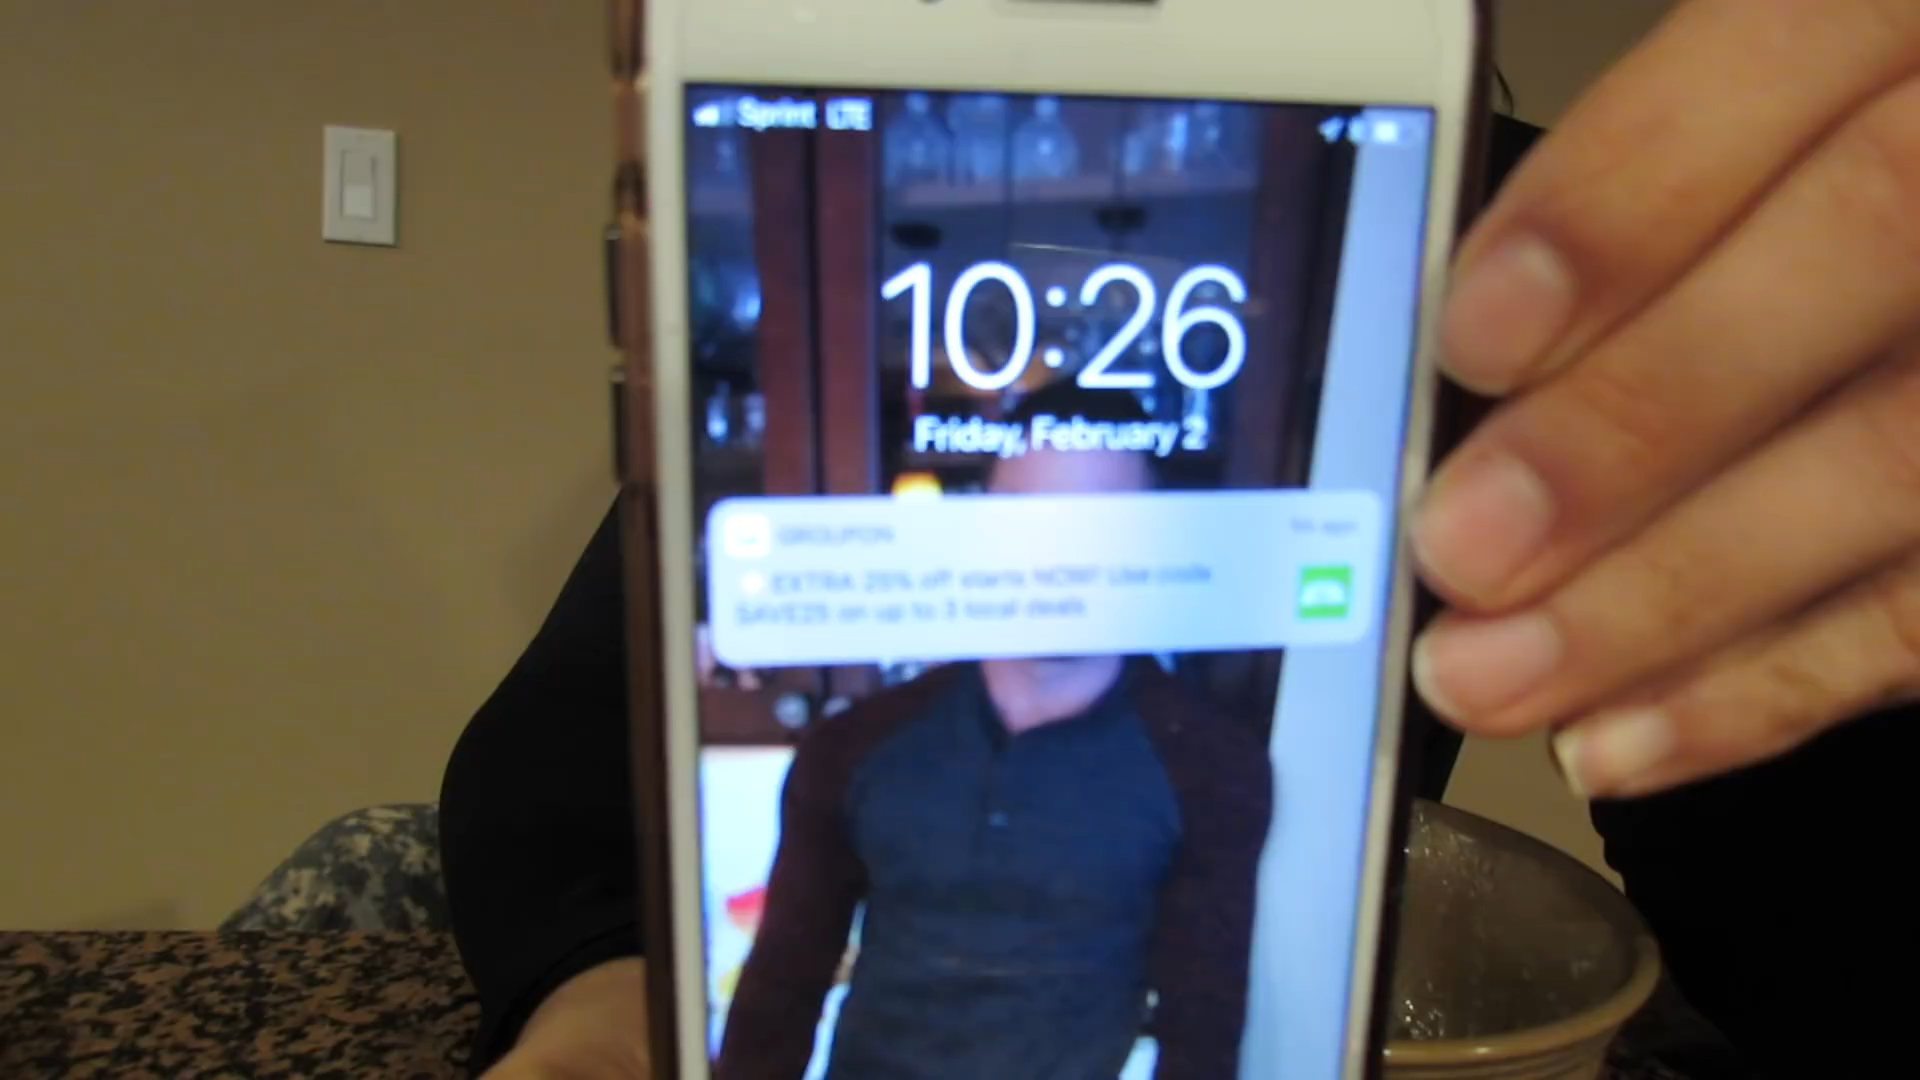 Sprint LTE
10:26
Friday, February 2
GROUPON
EXTRA 25% off starts NOW! Use code
SAVE25 on up to 3 local deals